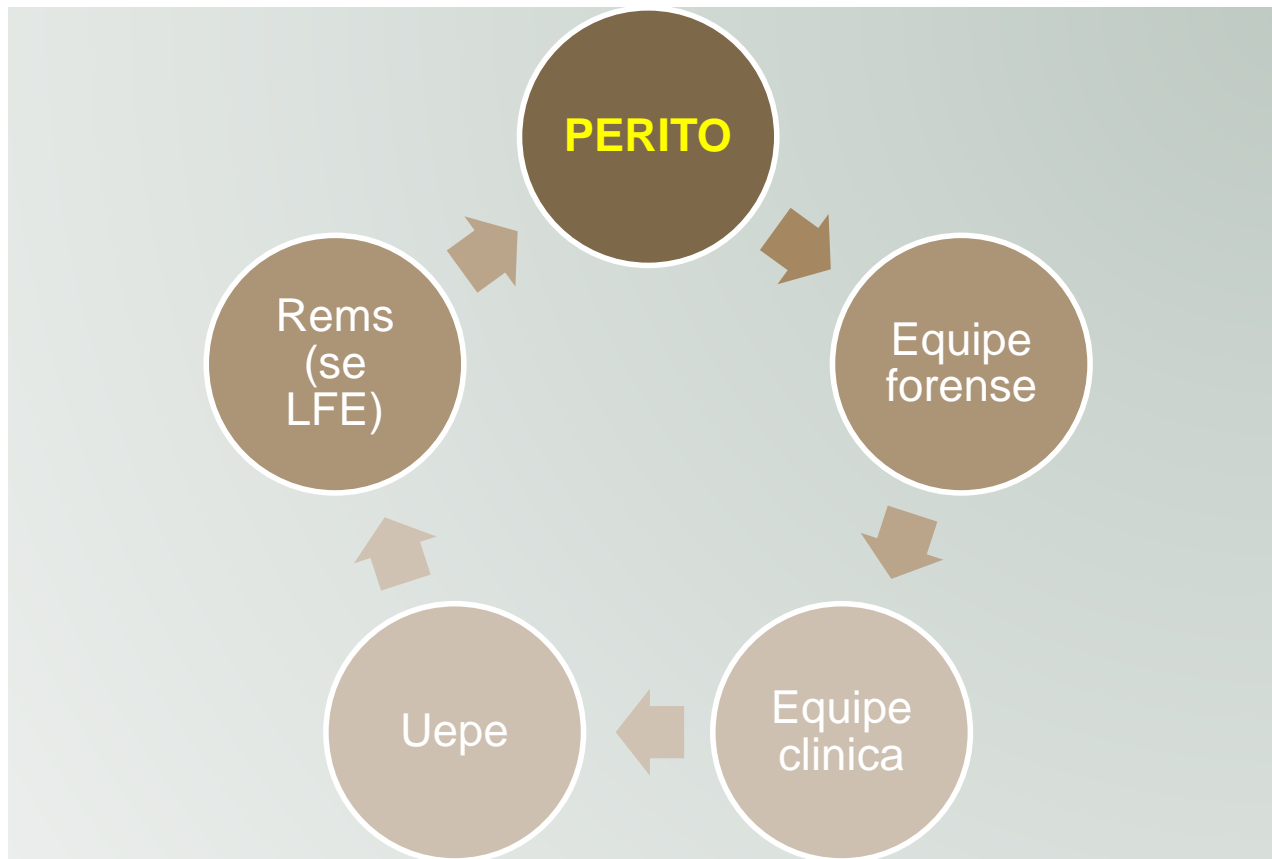 PERITO
Equipe
forense
Equipe
clinica
Uepe
Rems
(se
LFE)